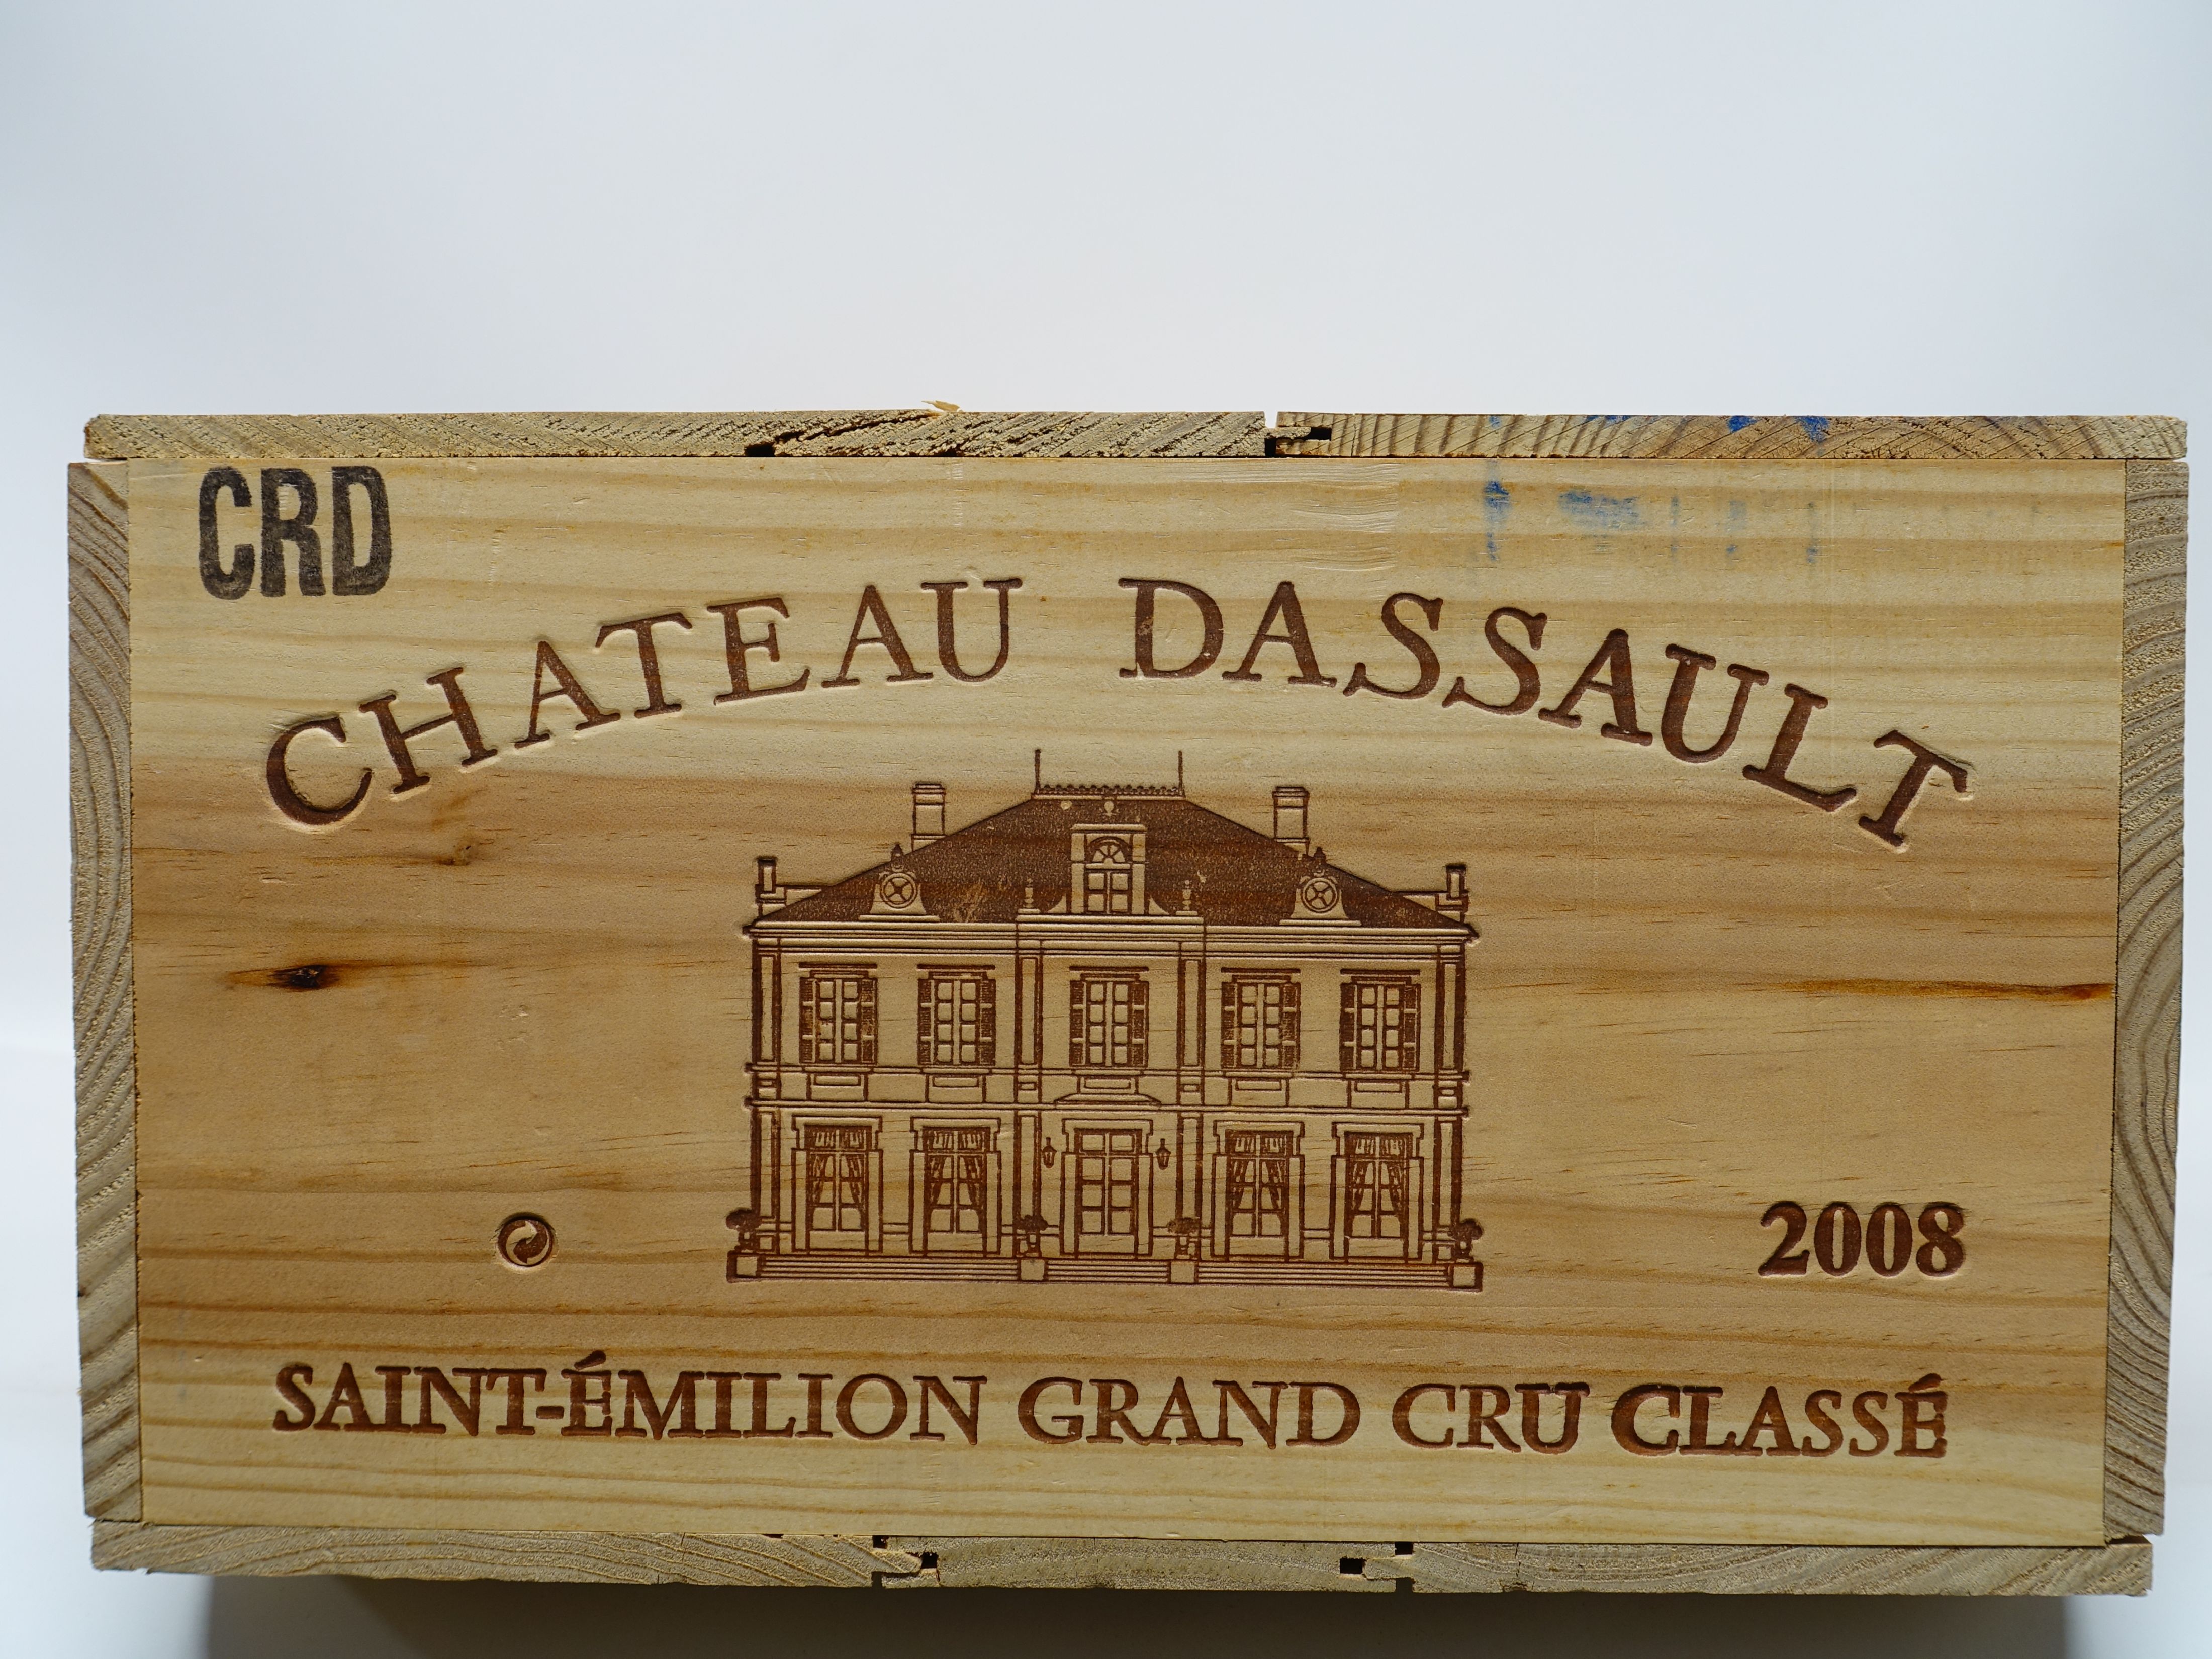 CRD
CHATEAU DASSAULT
2008
SAINT-ÉMILION GRAND CRU CLASSÉ